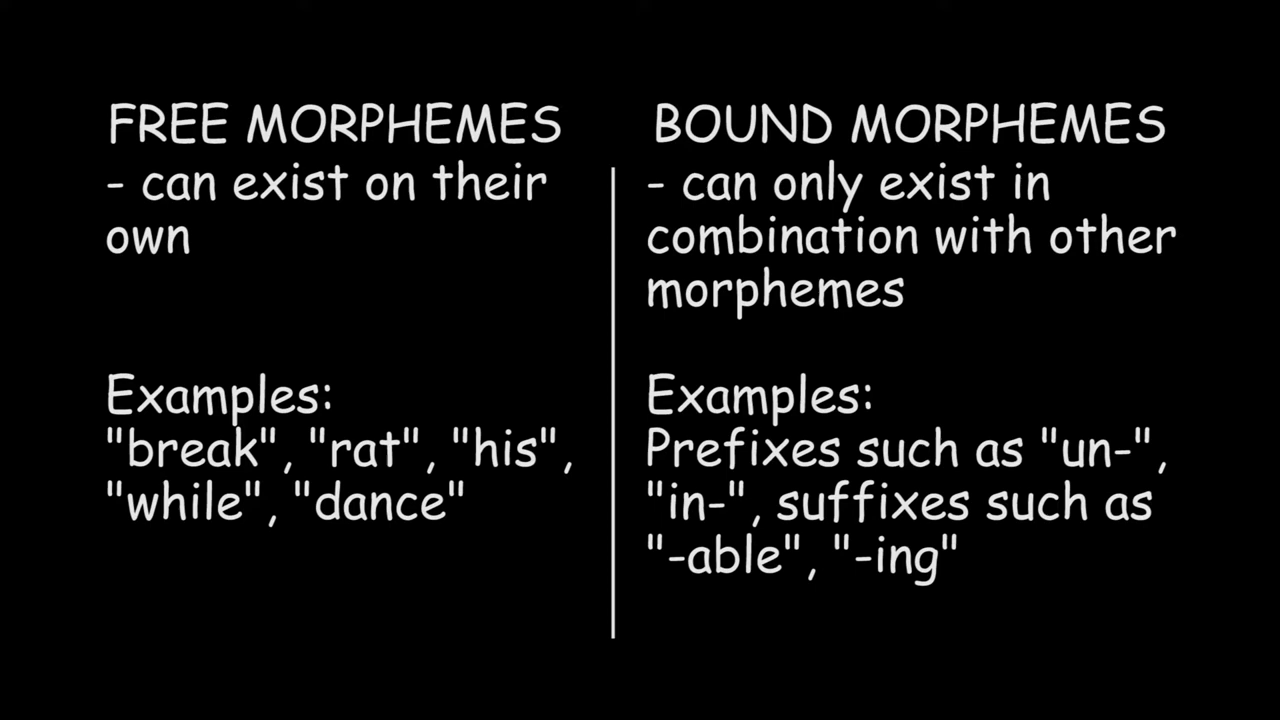 FREE MORPHEMES
- can exist on their
own
Examples:
"break", "rat", "his",
"while", "dance"
BOUND MORPHEMES
- can only exist in
combination with other
morphemes
Examples:
Prefixes such as "un-",
"in-", suffixes such as
"-able", "-ing"